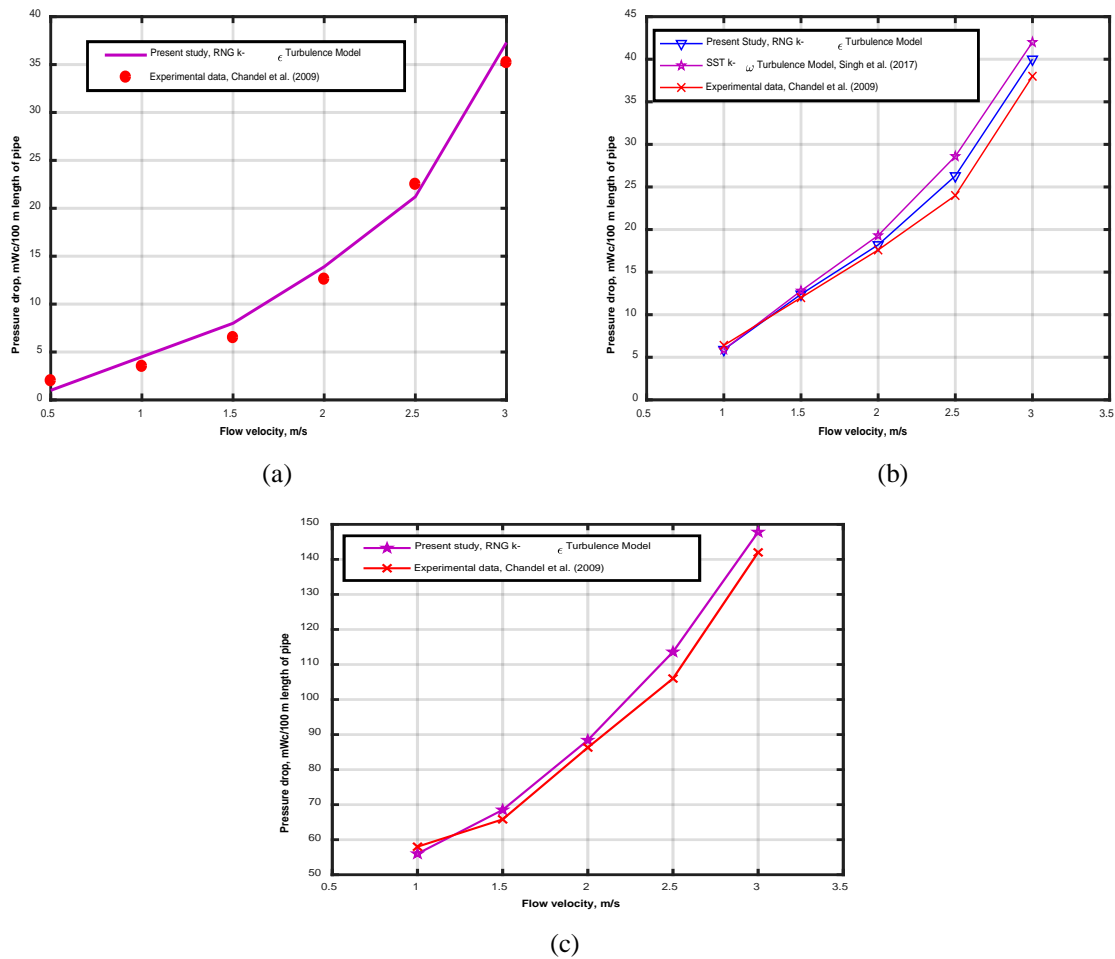 40
35
30
25
20
15
10
5
0
Pressure drop, mWc/100 m length of pipe
Present study, RNG k- ϵ Turbulence Model
Experimental data, Chandel et al. (2009)
0.5 1 1.5 2 2.5 3
Flow velocity, m/s
(a)
45
40
35
30
25
20
15
10
5
0
Pressure drop, mWc/100 m length of pipe
Present Study, RNG k- ϵ Turbulence Model
SST k- ω Turbulence Model, Singh et al. (2017)
Experimental data, Chandel et al. (2009)
0.5 1 1.5 2 2.5 3 3.5
Flow velocity, m/s
(b)
150
140
130
120
110
100
90
80
70
60
50
Pressure drop, mWc/100 m length of pipe
Present study, RNG k- ϵ Turbulence Model
Experimental data, Chandel et al. (2009)
0.5 1 1.5 2 2.5 3 3.5
Flow velocity, m/s
(c)